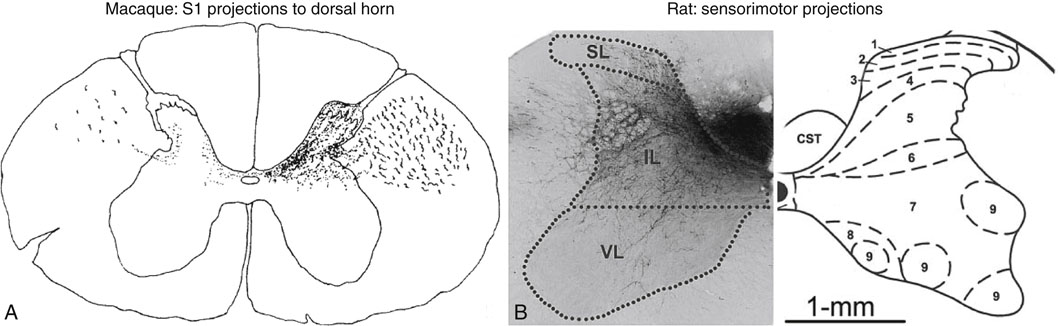 Macaque: S1 projections to dorsal horn
A
Rat: sensorimotor projections
SL
IL
VL
B
1
2
3
4
5
CST
6
7
9
8
9
9
9
1-mm